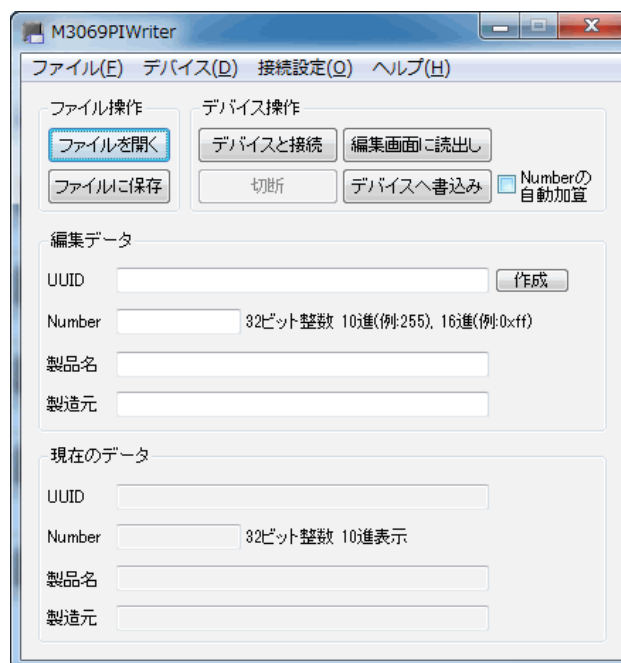 M3069PIWriter
ファイル(F) デバイス(D) 接続設定(O) ヘルプ(H)
ファイル操作
ファイルを開く
ファイルに保存
デバイス操作
デバイスと接続 編集画面に読出し
切断 デバイスへ書込み
Numberの
自動加算
編集データ
UUID 作成
Number 32ビット整数 10進(例:255), 16進(例:0xff)
製品名
製造元
現在のデータ
UUID
Number 32ビット整数 10進表示
製品名
製造元